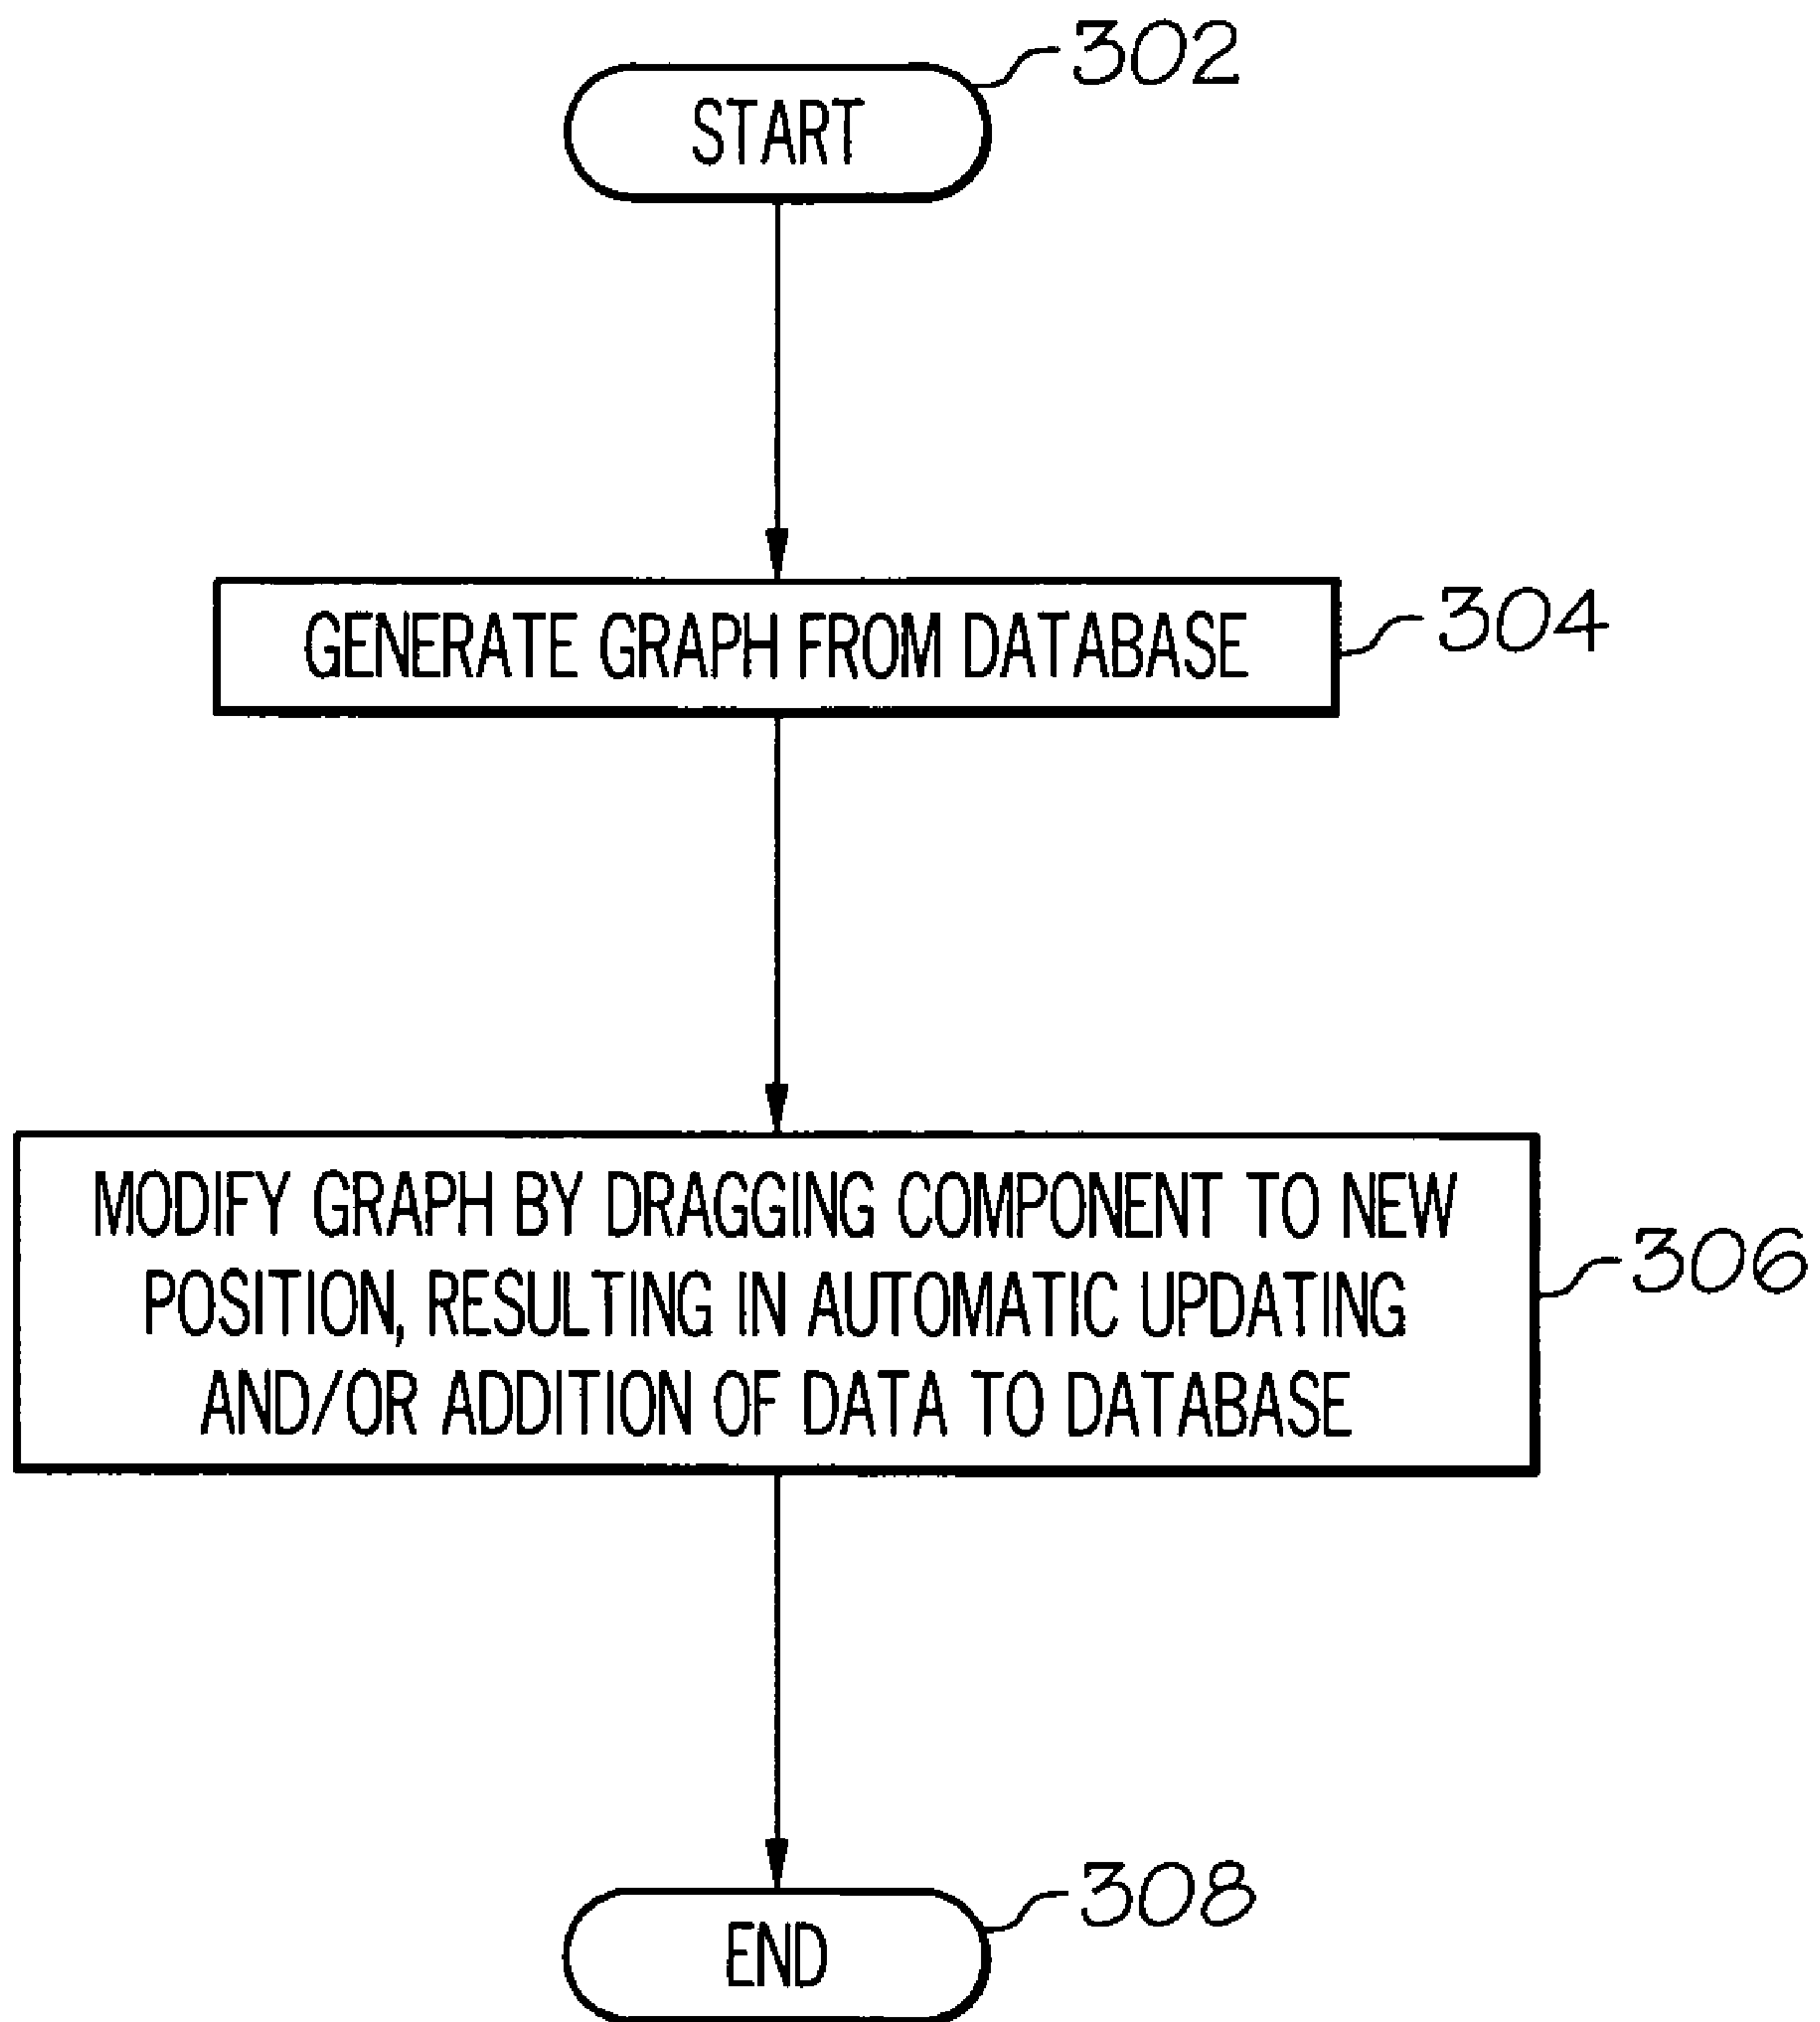 302
START
GENERATE GRAPH FROM DATABASE
304
MODIFY GRAPH BY DRAGGING COMPONENT TO NEW
POSITION, RESULTING IN AUTOMATIC UPDATING
AND/OR ADDITION OF DATA TO DATABASE
306
308
END